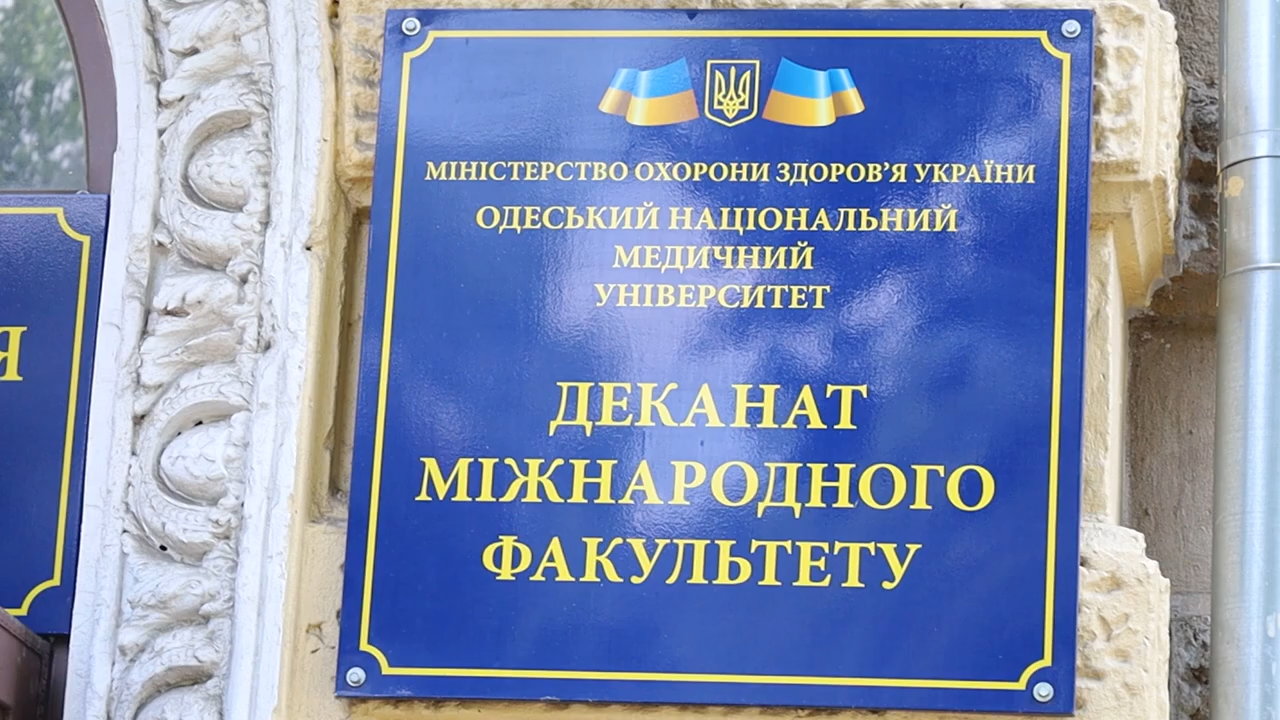 МІНІСТЕРСТВО ОХОРОНИ ЗДОРОВ’Я УКРАЇНИ
ОДЕСЬКИЙ НАЦІОНАЛЬНИЙ
МЕДИЧНИЙ
УНІВЕРСИТЕТ
ДЕКАНАТ
МІЖНАРОДНОГО
ФАКУЛЬТЕТУ
Я